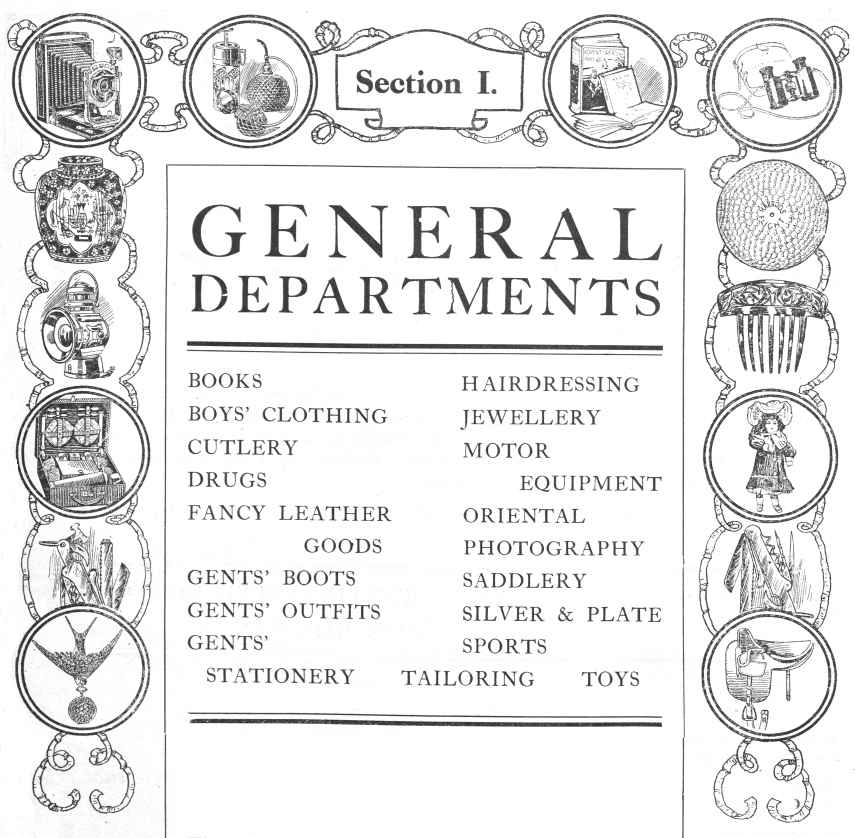 Section I.
GENERAL
DEPARTMENTS
BOOKS
BOYS' CLOTHING
CUTLERY
DRUGS
FANCY LEATHER
GOODS
GENTS' BOOTS
GENTS' OUTFITS
GENTS'
HAIRDRESSING
JEWELLERY
MOTOR
EQUIPMENT
ORIENTAL
PHOTOGRAPHY
SADDLERY
SILVER & PLATE
SPORTS
STATIONERY TAILORING TOYS